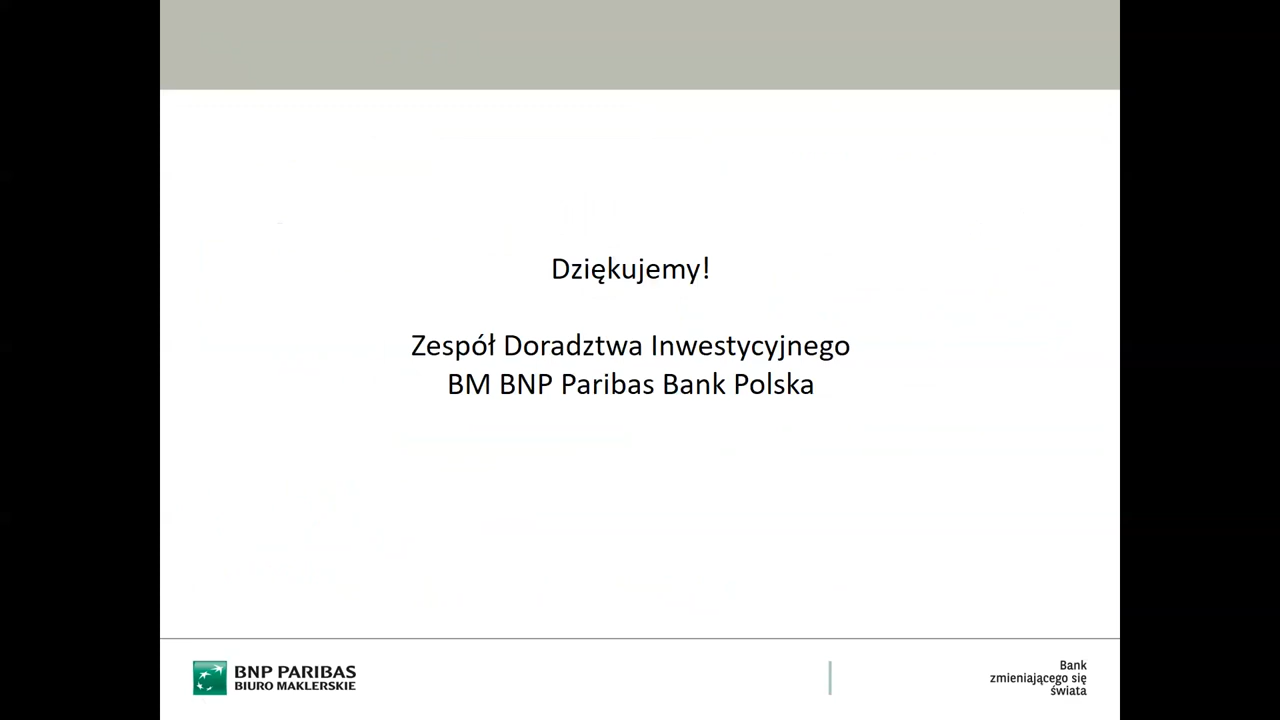 Dziękujemy!
Zespół Doradztwa Inwestycyjnego
BM BNP Paribas Bank Polska
BNP PARIBAS
BIURO MAKLERSKIE
Bank
zmieniającego się
świata